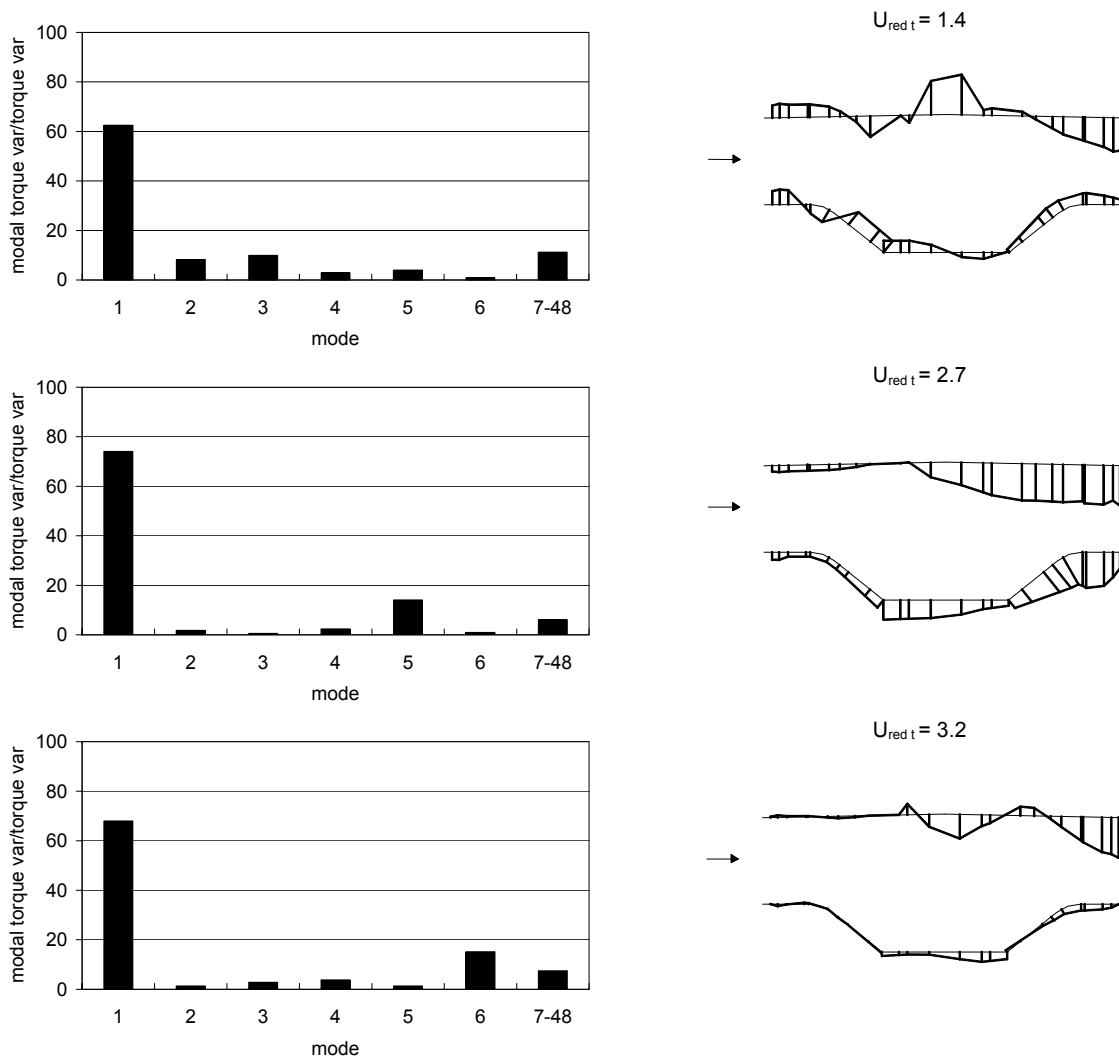 modal torque var/torque var
100
80
60
40
20
0
1 2 3 4 5 6 7-48
mode
U red t = 1.4
modal torque var/torque var
100
80
60
40
20
0
1 2 3 4 5 6 7-48
mode
U red t = 2.7
modal torque var/torque var
100
80
60
40
20
0
1 2 3 4 5 6 7-48
mode
U red t = 3.2